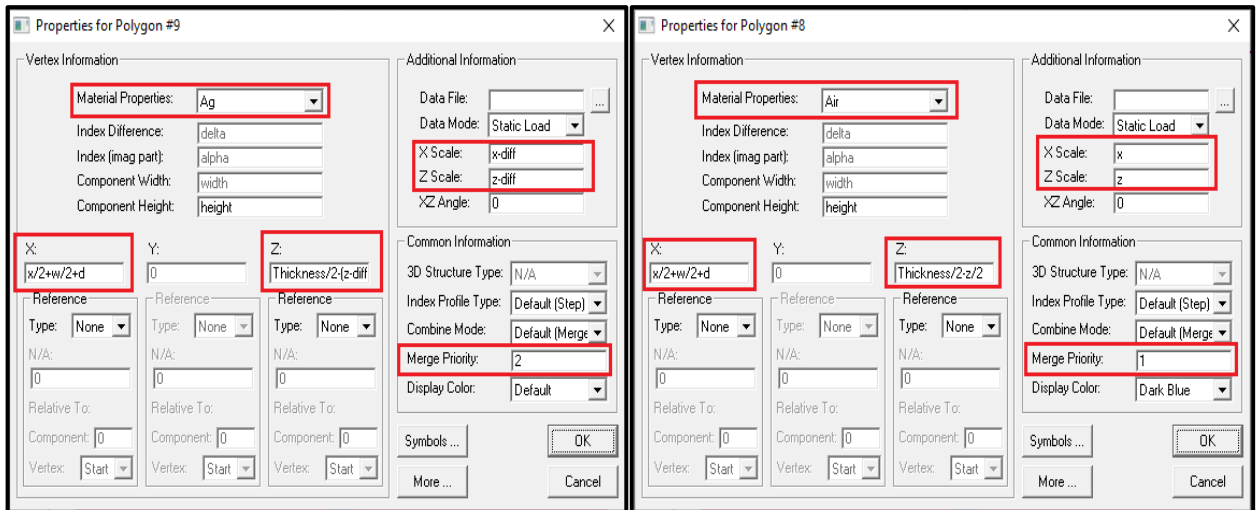 Properties for Polygon #9
Vertex Information
Material Properties: Ag
Index Difference: delta
Index (imag part): alpha
Component Width: width
Component Height: height
X: Y: Z:
x/2+w/2+d 0 Thickness/2-(z-diff
Reference Reference Reference
Type: None Type: None Type: None
N/A: N/A: N/A:
0 0 0
Relative To: Relative To: Relative To:
Component: 0 Component: 0 Component: 0
Vertex: Start Vertex: Start Vertex: Start
Additional Information
Data File: ...
Data Mode: Static Load
X Scale: x-diff
Z Scale: z-diff
XZ Angle: 0
Common Information
3D Structure Type: N/A
Index Profile Type: Default (Step)
Combine Mode: Default (Merge
Merge Priority: 2
Display Color: Default
Symbols ... OK
More ... Cancel
Properties for Polygon #8
Vertex Information
Material Properties: Air
Index Difference: delta
Index (imag part): alpha
Component Width: width
Component Height: height
X: Y: Z:
x/2+w/2+d 0 Thickness/2-z/2
Reference Reference Reference
Type: None Type: None Type: None
N/A: N/A: N/A:
0 0 0
Relative To: Relative To: Relative To:
Component: 0 Component: 0 Component: 0
Vertex: Start Vertex: Start Vertex: Start
Additional Information
Data File: ...
Data Mode: Static Load
X Scale: x
Z Scale: z
XZ Angle: 0
Common Information
3D Structure Type: N/A
Index Profile Type: Default (Step)
Combine Mode: Default (Merge
Merge Priority: 1
Display Color: Dark Blue
Symbols ... OK
More ... Cancel